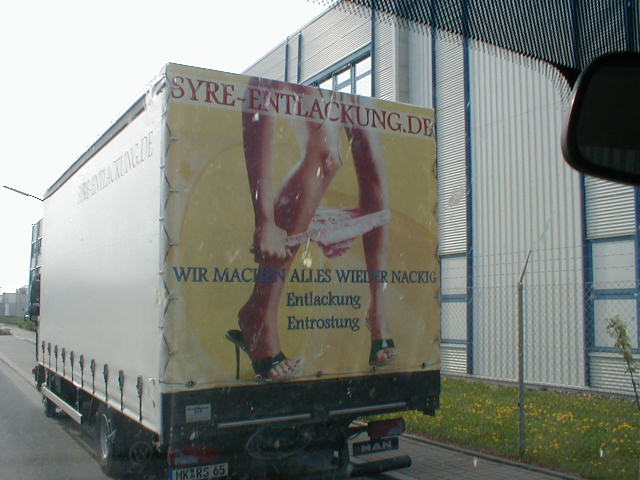 SYRE-ENTLACKUNG.DE
SYRE-ENTLACKUNG.DE
WIR MACHEN ALLES WIEDER NACKIG
Entlackung
Entrostung
MAN
MK RS 65